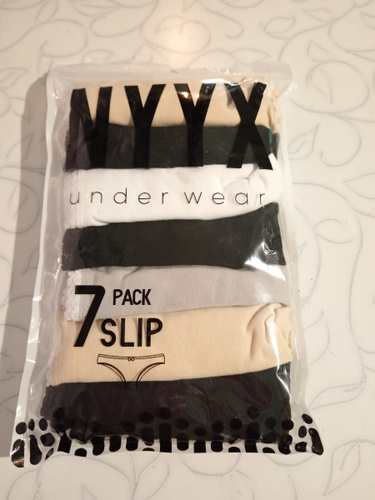 NYYX
under wear
7 PACK
SLIP